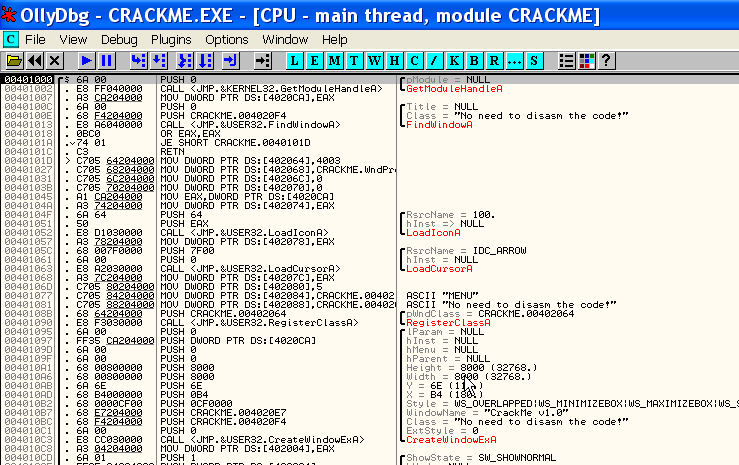 OllyDbg - CRACKME.EXE - [CPU - main thread, module CRACKME]
C File View Debug Plugins Options Window Help
L E M T W H C / K B R ... S ?
00401000 $ 6A 00 PUSH 0 pModule = NULL
00401002 . E8 FF040000 CALL <JMP.&KERNEL32.GetModuleHandleA> GetModuleHandleA
00401007 . A3 CA204000 MOV DWORD PTR DS:[4020CA],EAX
0040100C . 6A 00 PUSH 0 Title = NULL
0040100E . 68 F4204000 PUSH CRACKME.004020F4 Class = "No need to disasm the code!"
00401013 . E8 A6040000 CALL <JMP.&USER32.FindWindowA> FindWindowA
00401018 . 0BC0 OR EAX,EAX
0040101A .v 74 01 JE SHORT CRACKME.0040101D
0040101C . C3 RETN
0040101D > C705 64204000 MOV DWORD PTR DS:[402064],4003
00401027 . C705 68204000 MOV DWORD PTR DS:[402068],CRACKME.WndPr
00401031 . C705 6C204000 MOV DWORD PTR DS:[40206C],0
0040103B . C705 70204000 MOV DWORD PTR DS:[402070],0
00401045 . A1 CA204000 MOV EAX,DWORD PTR DS:[4020CA]
0040104A . A3 74204000 MOV DWORD PTR DS:[402074],EAX
0040104F . 6A 64 PUSH 64 RsrcName = 100.
00401051 . 50 PUSH EAX hInst => NULL
00401052 . E8 D1030000 CALL <JMP.&USER32.LoadIconA> LoadIconA
00401057 . A3 78204000 MOV DWORD PTR DS:[402078],EAX
0040105C . 68 007F0000 PUSH 7F00 RsrcName = IDC_ARROW
00401061 . 6A 00 PUSH 0 hInst = NULL
00401063 . E8 A2030000 CALL <JMP.&USER32.LoadCursorA> LoadCursorA
00401068 . A3 7C204000 MOV DWORD PTR DS:[40207C],EAX
0040106D . C705 80204000 MOV DWORD PTR DS:[402080],5
00401077 . C705 84204000 MOV DWORD PTR DS:[402084],CRACKME.00402 ASCII "MENU"
00401081 . C705 88204000 MOV DWORD PTR DS:[402088],CRACKME.00402 ASCII "No need to disasm the code!"
0040108B . 68 64204000 PUSH CRACKME.00402064 pWndClass = CRACKME.00402064
00401090 . E8 F3030000 CALL <JMP.&USER32.RegisterClassA> RegisterClassA
00401095 . 6A 00 PUSH 0 lParam = NULL
00401097 . FF35 CA204000 PUSH DWORD PTR DS:[4020CA] hInst = NULL
0040109D . 6A 00 PUSH 0 hMenu = NULL
0040109F . 6A 00 PUSH 0 hParent = NULL
004010A1 . 68 00800000 PUSH 8000 Height = 8000 (32768.)
004010A6 . 68 00800000 PUSH 8000 Width = 8000 (32768.)
004010AB . 6A 6E PUSH 6E Y = 6E
004010AD . 68 B4000000 PUSH 0B4 X = B4 (180.)
004010B2 . 68 0000CF00 PUSH 0CF0000 Style = WS_OVERLAPPED|WS_MINIMIZEBOX|WS_MAXIMIZEBOX|WS_S
004010B7 . 68 E7204000 PUSH CRACKME.004020E7 WindowName = "CrackMe v1.0"
004010BC . 68 F4204000 PUSH CRACKME.004020F4 Class = "No need to disasm the code!"
004010C1 . 6A 00 PUSH 0 ExtStyle = 0
004010C3 . E8 CC030000 CALL <JMP.&USER32.CreateWindowExA> CreateWindowExA
004010C8 . A3 04204000 MOV DWORD PTR DS:[402004],EAX
004010CD . 6A 01 PUSH 1 ShowState = SW_SHOWNORMAL